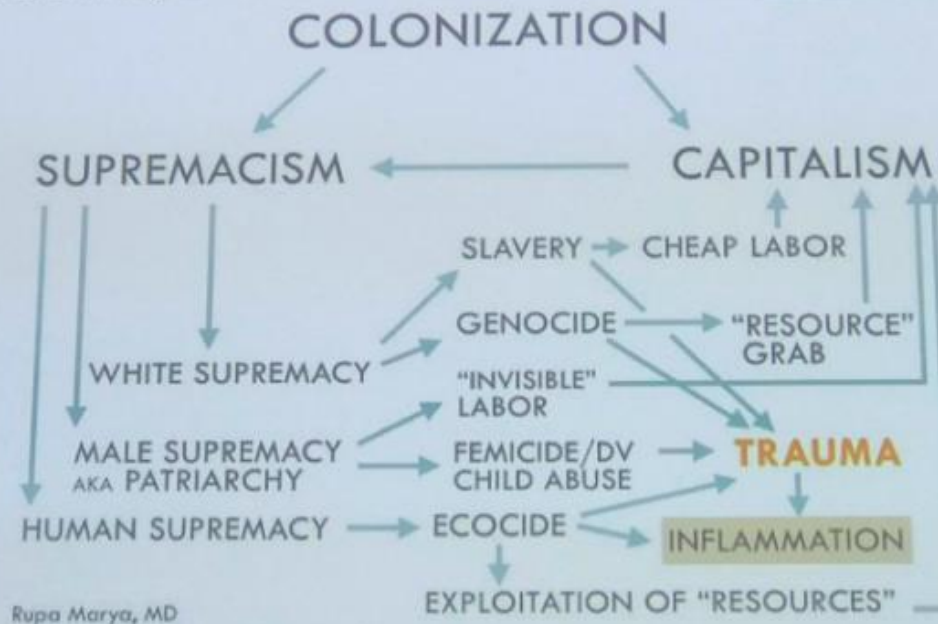 COLONIZATION
SUPREMACISM
CAPITALISM
SLAVERY
CHEAP LABOR
GENOCIDE
"RESOURCE"
GRAB
WHITE SUPREMACY
"INVISIBLE"
LABOR
MALE SUPREMACY
AKA PATRIARCHY
FEMICIDE/DV
CHILD ABUSE
TRAUMA
HUMAN SUPREMACY
ECOCIDE
INFLAMMATION
EXPLOITATION OF "RESOURCES"
Rupa Marya, MD